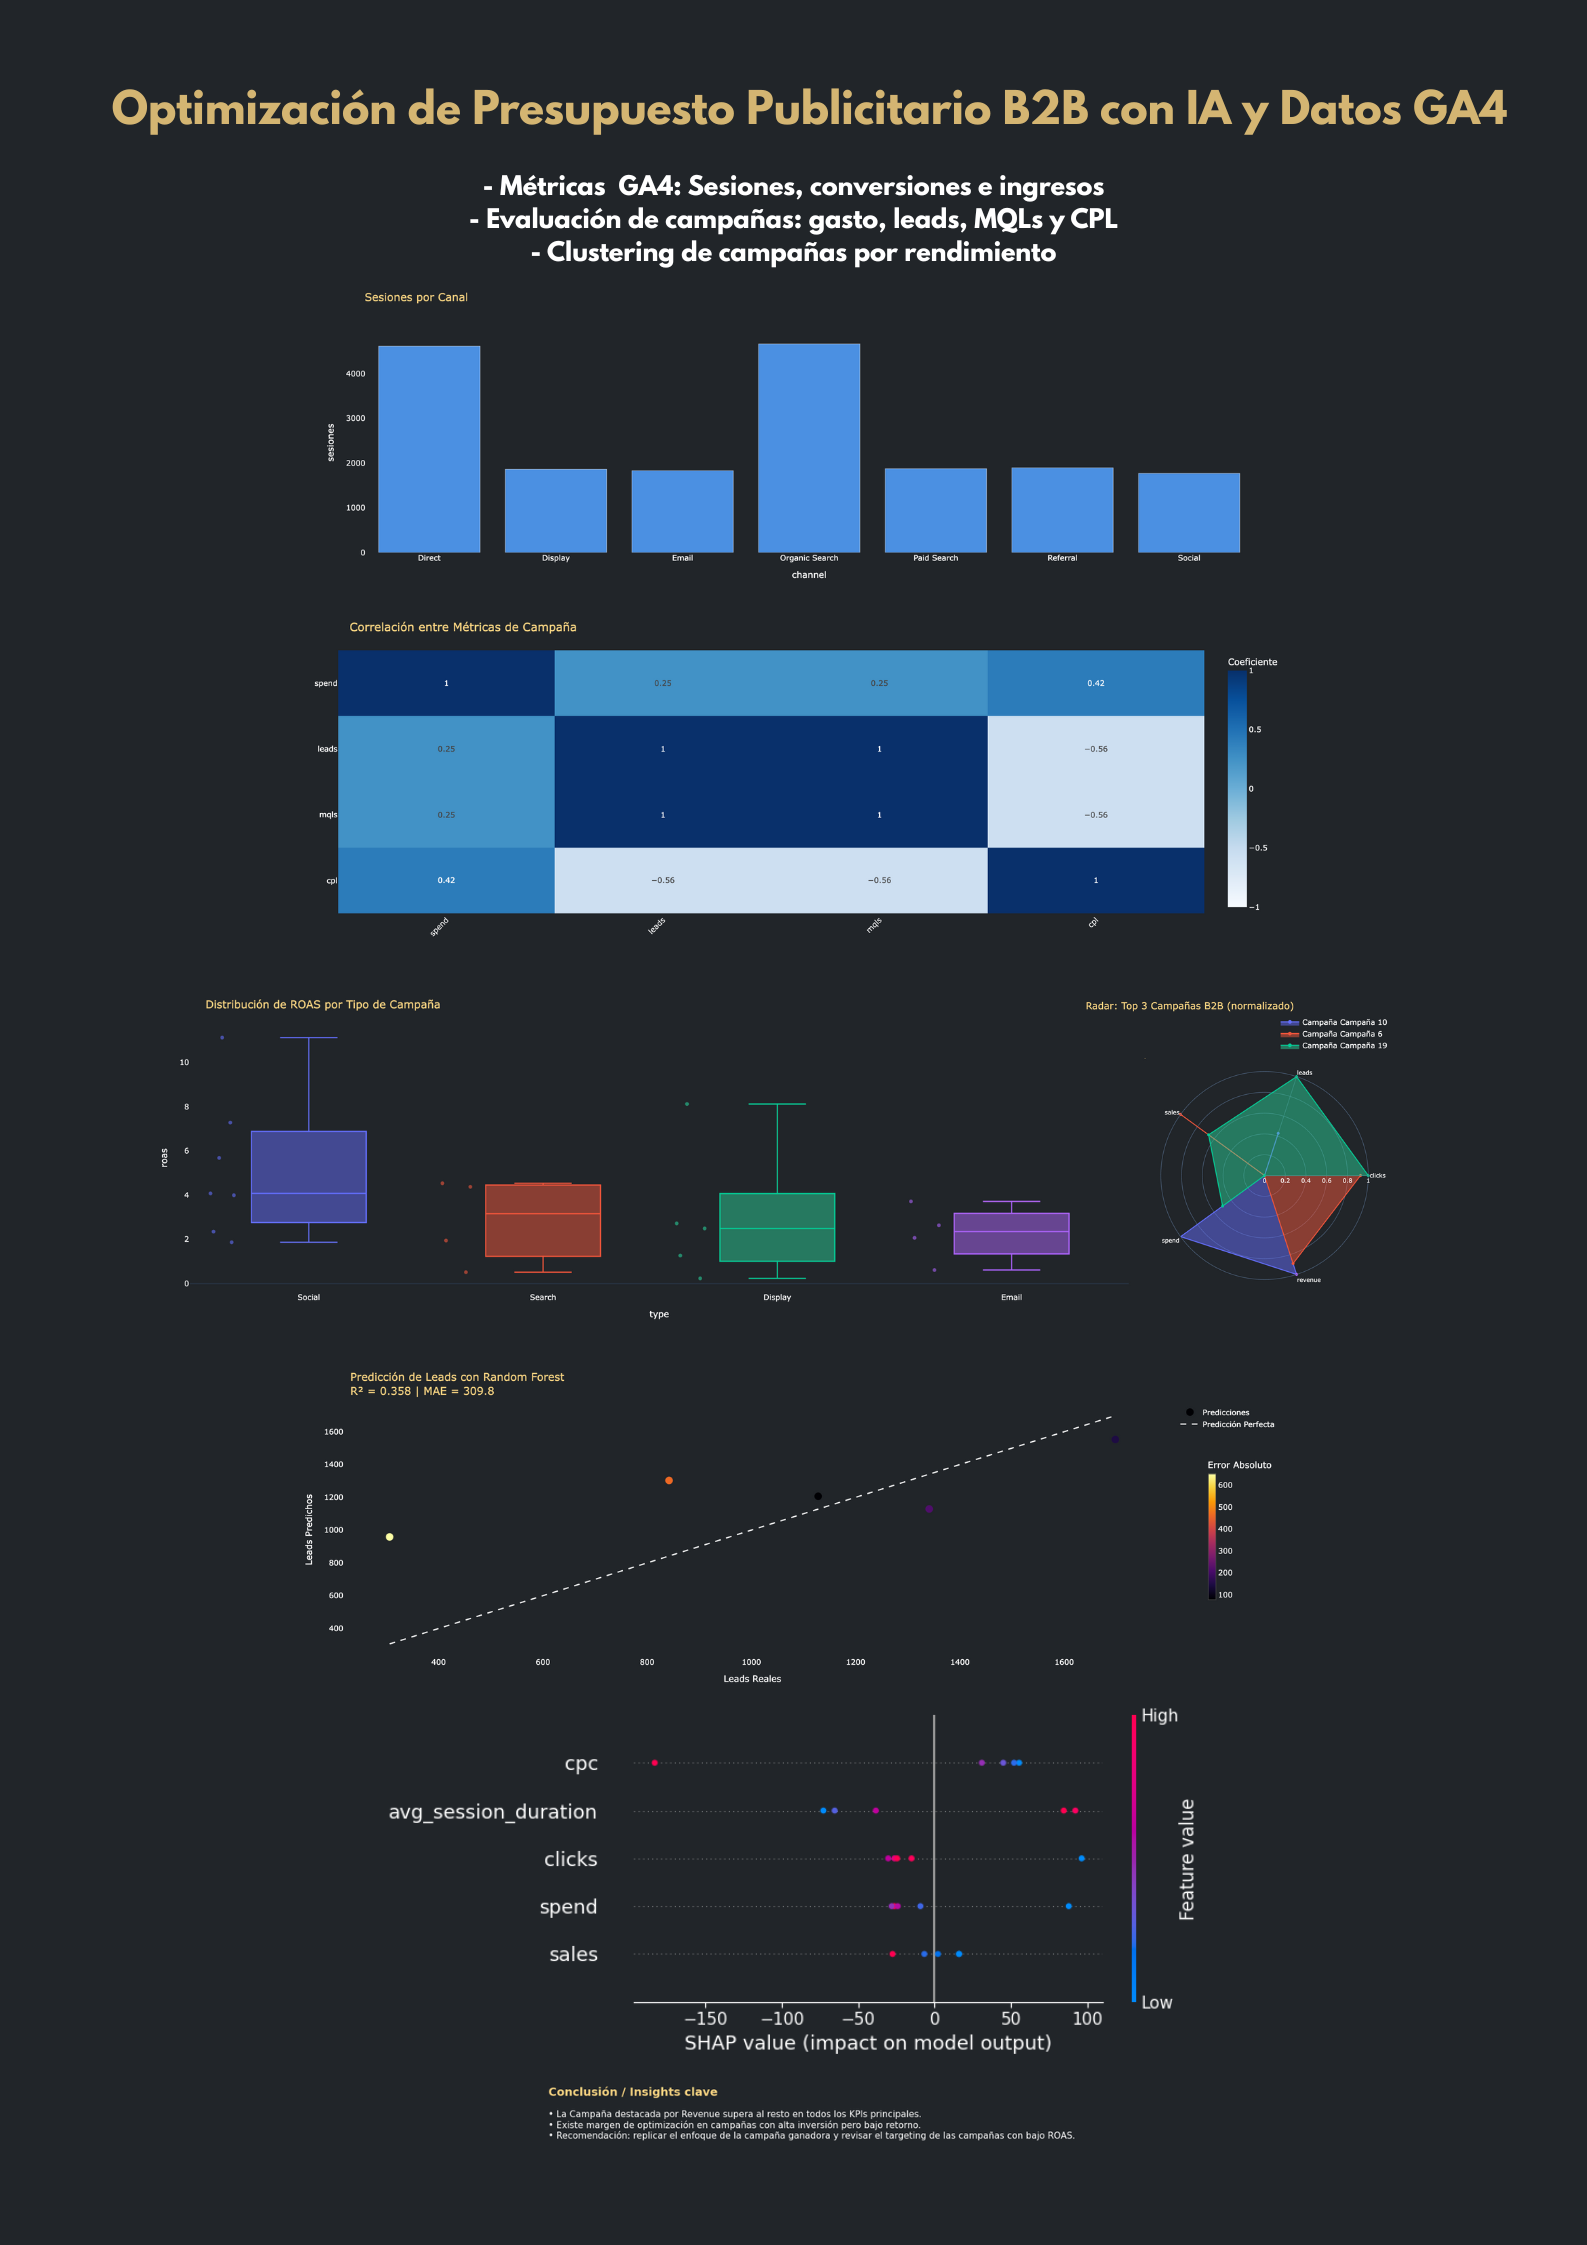 Optimización de Presupuesto Publicitario B2B con IA y Datos GA4
- Métricas  GA4: Sesiones, conversiones e ingresos
- Evaluación de campañas: gasto, leads, MQLs y CPL
- Clustering de campañas por rendimiento
Sesiones por Canal
4000
3000
2000
1000
0
sesiones
Direct
Display
Email
Organic Search
Paid Search
Referral
Social
channel
Correlación entre Métricas de Campaña
spend
1
0.25
0.25
0.42
leads
0.25
1
1
−0.56
mqls
0.25
1
1
−0.56
cpl
0.42
−0.56
−0.56
1
spend
leads
mqls
cpl
Coeficiente
1
0.5
0
−0.5
−1
Distribución de ROAS por Tipo de Campaña
10
8
6
4
2
0
roas
Social
Search
Display
Email
type
Radar: Top 3 Campañas B2B (normalizado)
Campaña Campaña 10
Campaña Campaña 6
Campaña Campaña 19
leads
sales
clicks
0
0.2
0.4
0.6
0.8
1
spend
revenue
Predicción de Leads con Random Forest
R² = 0.358 | MAE = 309.8
1600
1400
1200
1000
800
600
400
Leads Predichos
400
600
800
1000
1200
1400
1600
Leads Reales
Predicciones
Predicción Perfecta
Error Absoluto
600
500
400
300
200
100
cpc
avg_session_duration
clicks
spend
sales
−150
−100
−50
0
50
100
SHAP value (impact on model output)
High
Feature value
Low
Conclusión / Insights clave
• La Campaña destacada por Revenue supera al resto en todos los KPIs principales.
• Existe margen de optimización en campañas con alta inversión pero bajo retorno.
• Recomendación: replicar el enfoque de la campaña ganadora y revisar el targeting de las campañas con bajo ROAS.